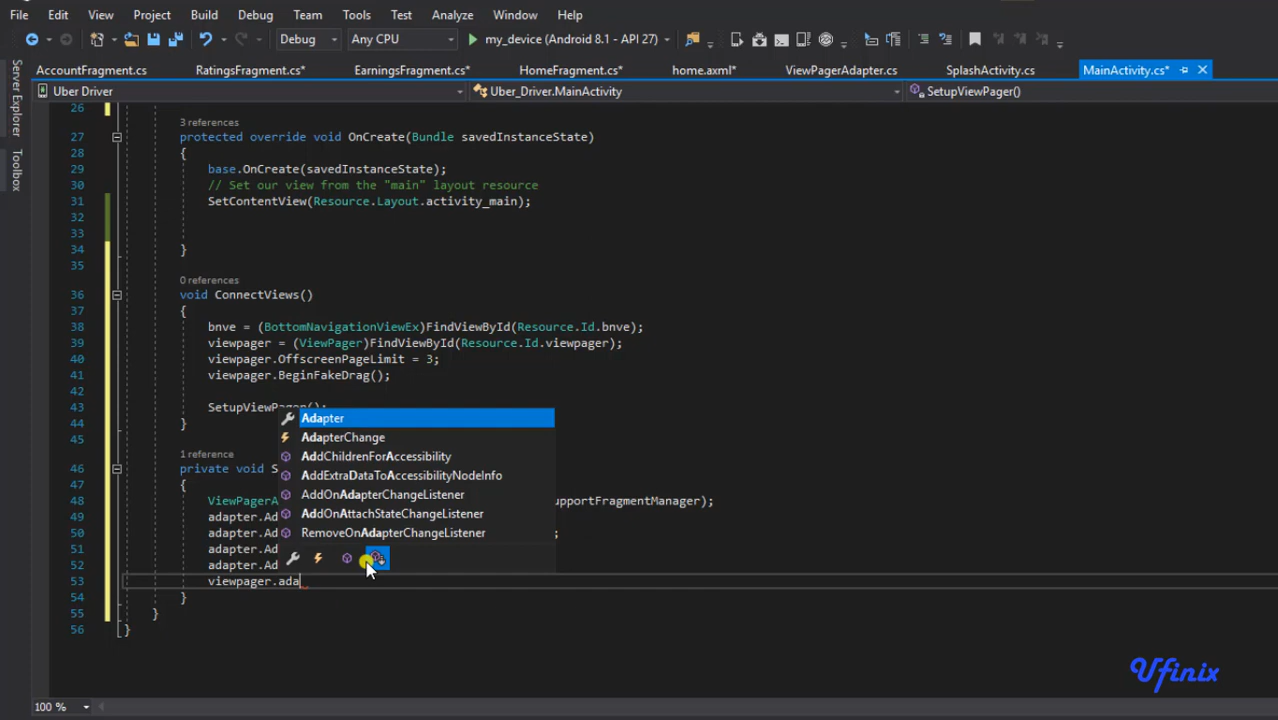 File Edit View Project Build Debug Team Tools Test Analyze Window Help
Debug Any CPU my_device (Android 8.1 - API 27)
AccountFragment.cs RatingsFragment.cs* EarningsFragment.cs* HomeFragment.cs* home.axml* ViewPagerAdapter.cs SplashActivity.cs MainActivity.cs*
Server Explorer
Toolbox
Uber Driver Uber_Driver.MainActivity SetupViewPager()
26
3 references
27 protected override void OnCreate(Bundle savedInstanceState)
28 {
29 base.OnCreate(savedInstanceState);
30 // Set our view from the "main" layout resource
31 SetContentView(Resource.Layout.activity_main);
32
33
34 }
35
0 references
36 void ConnectViews()
37 {
38 bnve = (BottomNavigationViewEx)FindViewById(Resource.Id.bnve);
39 viewpager = (ViewPager)FindViewById(Resource.Id.viewpager);
40 viewpager.OffscreenPageLimit = 3;
41 viewpager.BeginFakeDrag();
42
43 SetupViewPager();
44 }
45
1 reference
46 private void S
47 {
48 ViewPagerA upportFragmentManager);
49 adapter.Ad
50 adapter.Ad ;
51 adapter.Ad
52 adapter.Ad
53 viewpager.ada
54 }
55 }
56 }
Adapter
AdapterChange
AddChildrenForAccessibility
AddExtraDataToAccessibilityNodeInfo
AddOnAdapterChangeListener
AddOnAttachStateChangeListener
RemoveOnAdapterChangeListener
Ufinix
100 %